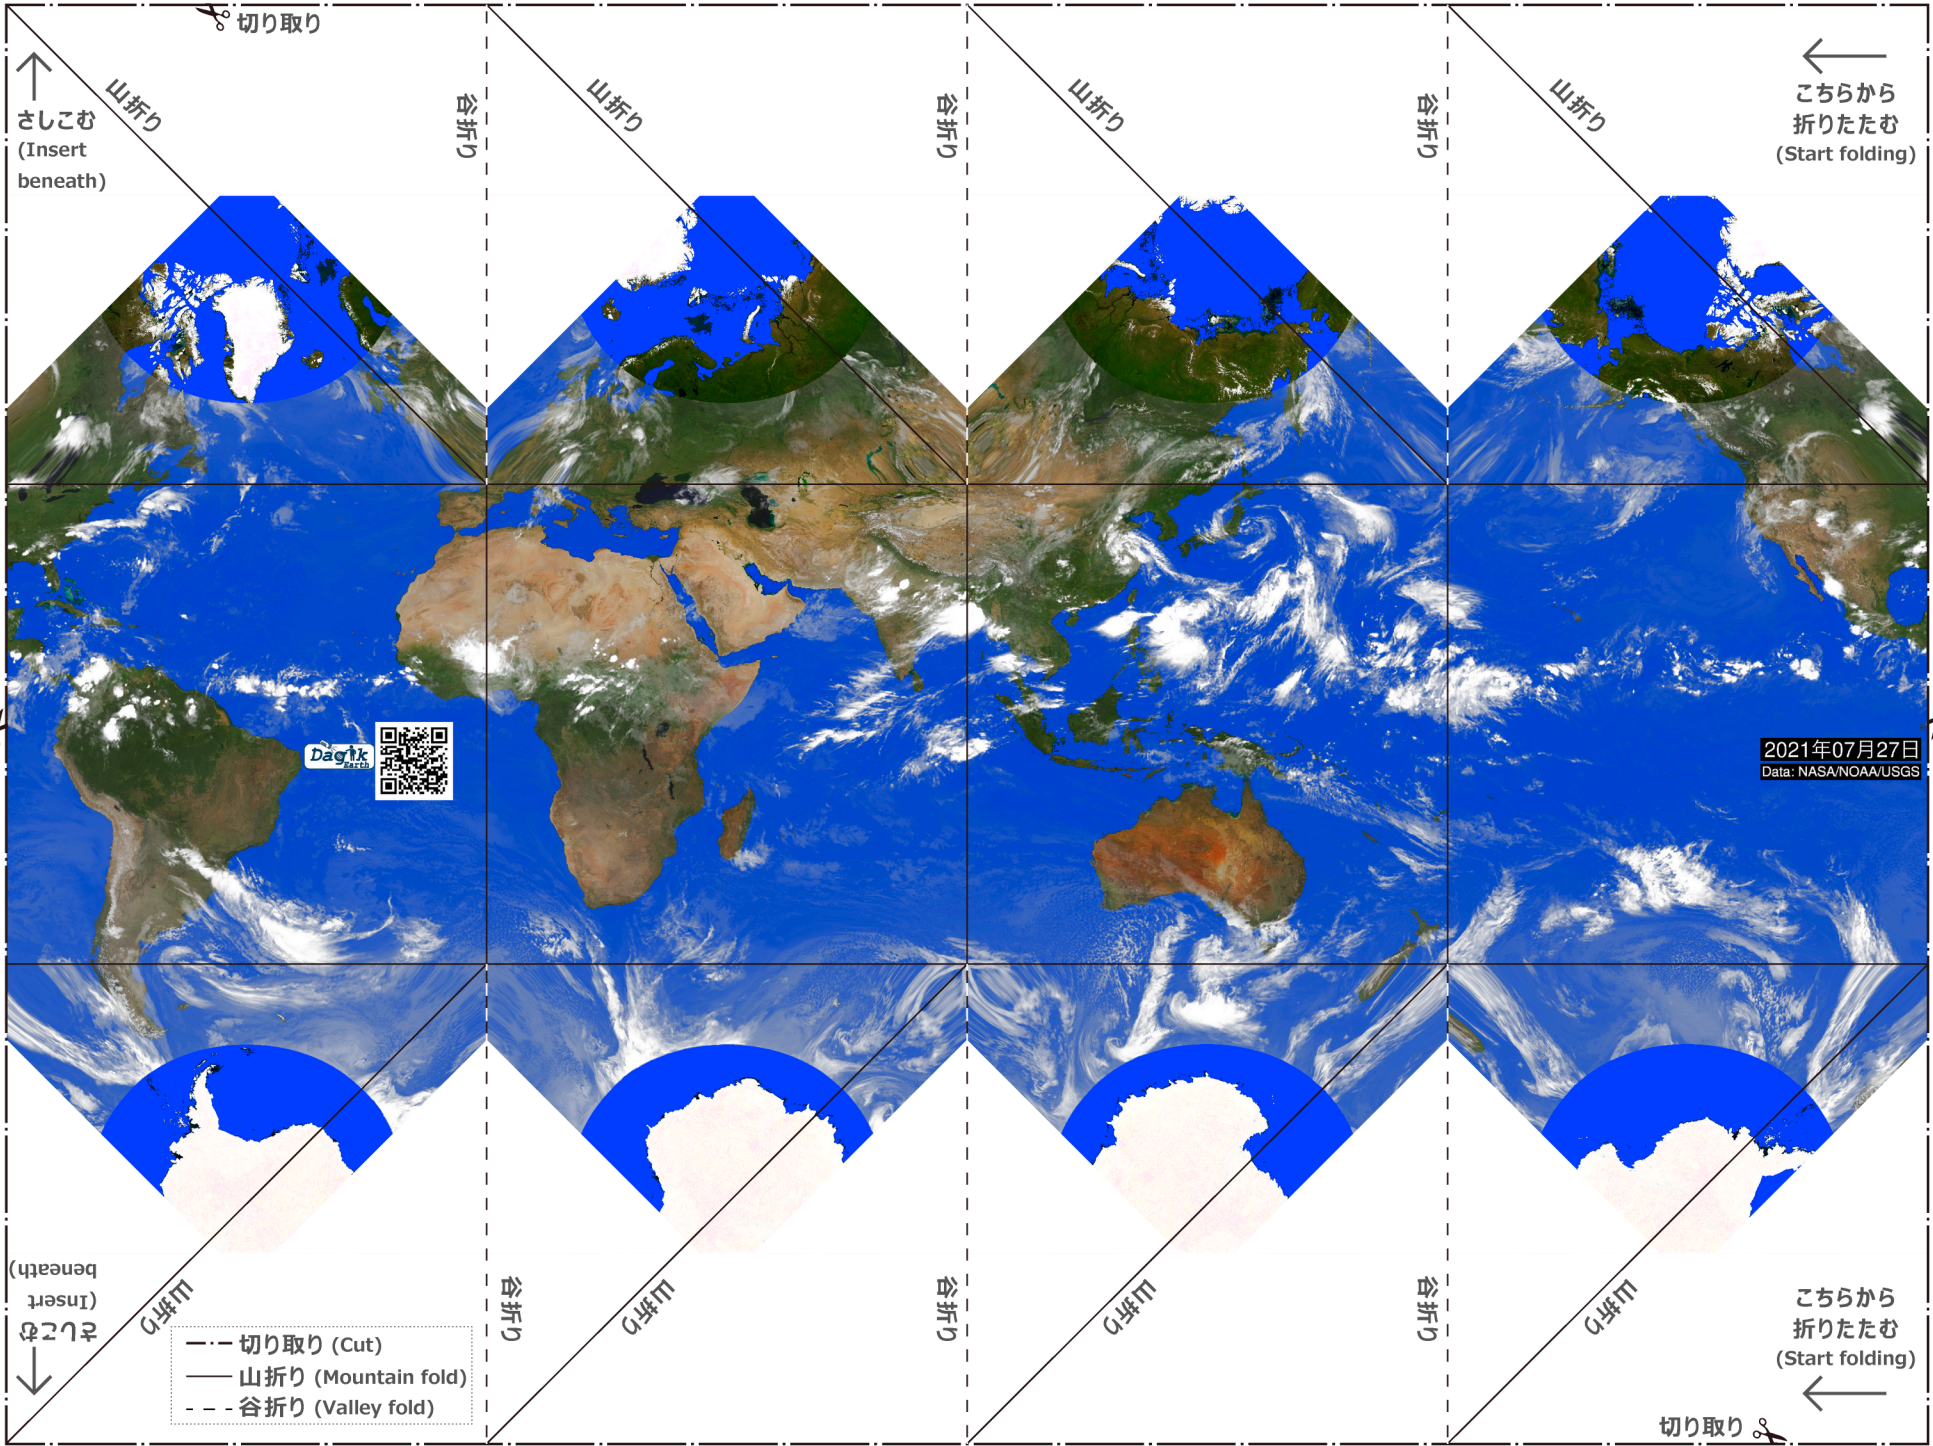 切り取り
山折り
谷折り
山折り
谷折り
山折り
谷折り
山折り
さしこむ
(Insert
beneath)
こちらから
折りたたむ
(Start folding)
Dagik
Earth
2021年07月27日
Data: NASA/NOAA/USGS
さしこむ
(Insert
beneath)
山折り
谷折り
山折り
谷折り
山折り
谷折り
山折り
こちらから
折りたたむ
(Start folding)
切り取り (Cut)
山折り (Mountain fold)
谷折り (Valley fold)
切り取り